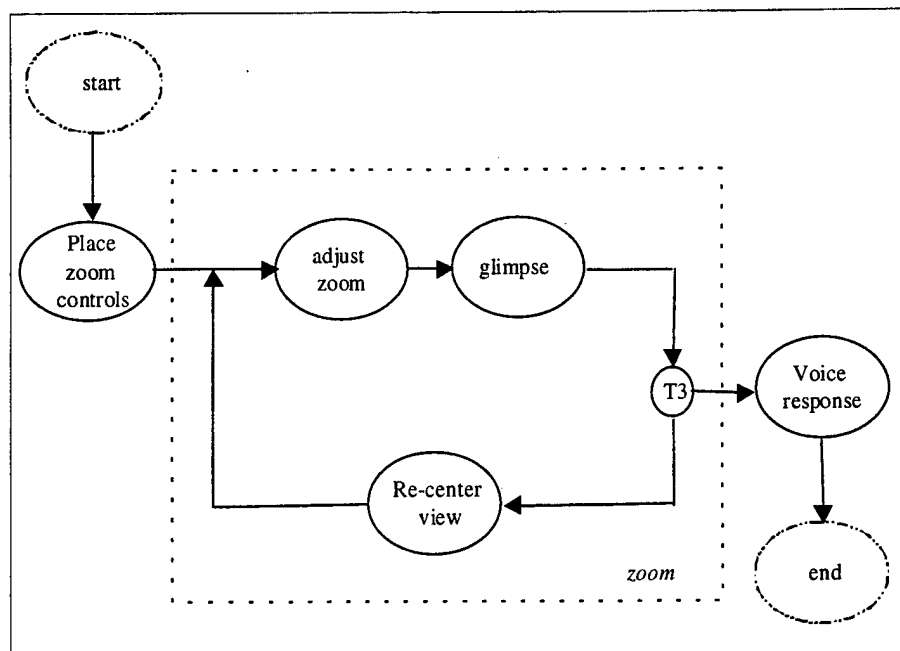 start
Place
zoom
controls
adjust
zoom
glimpse
T3
Voice
response
Re-center
view
zoom
end